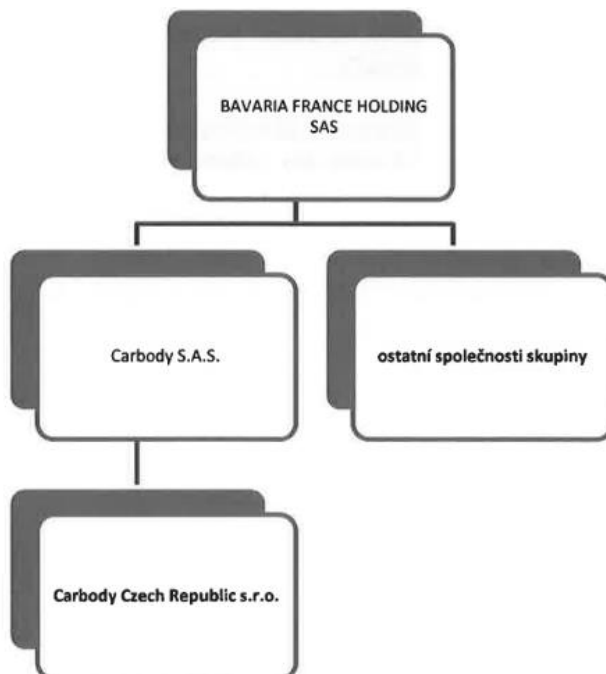 BAVARIA FRANCE HOLDING
SAS
Carbody S.A.S.
ostatní společnosti skupiny
Carbody Czech Republic s.r.o.